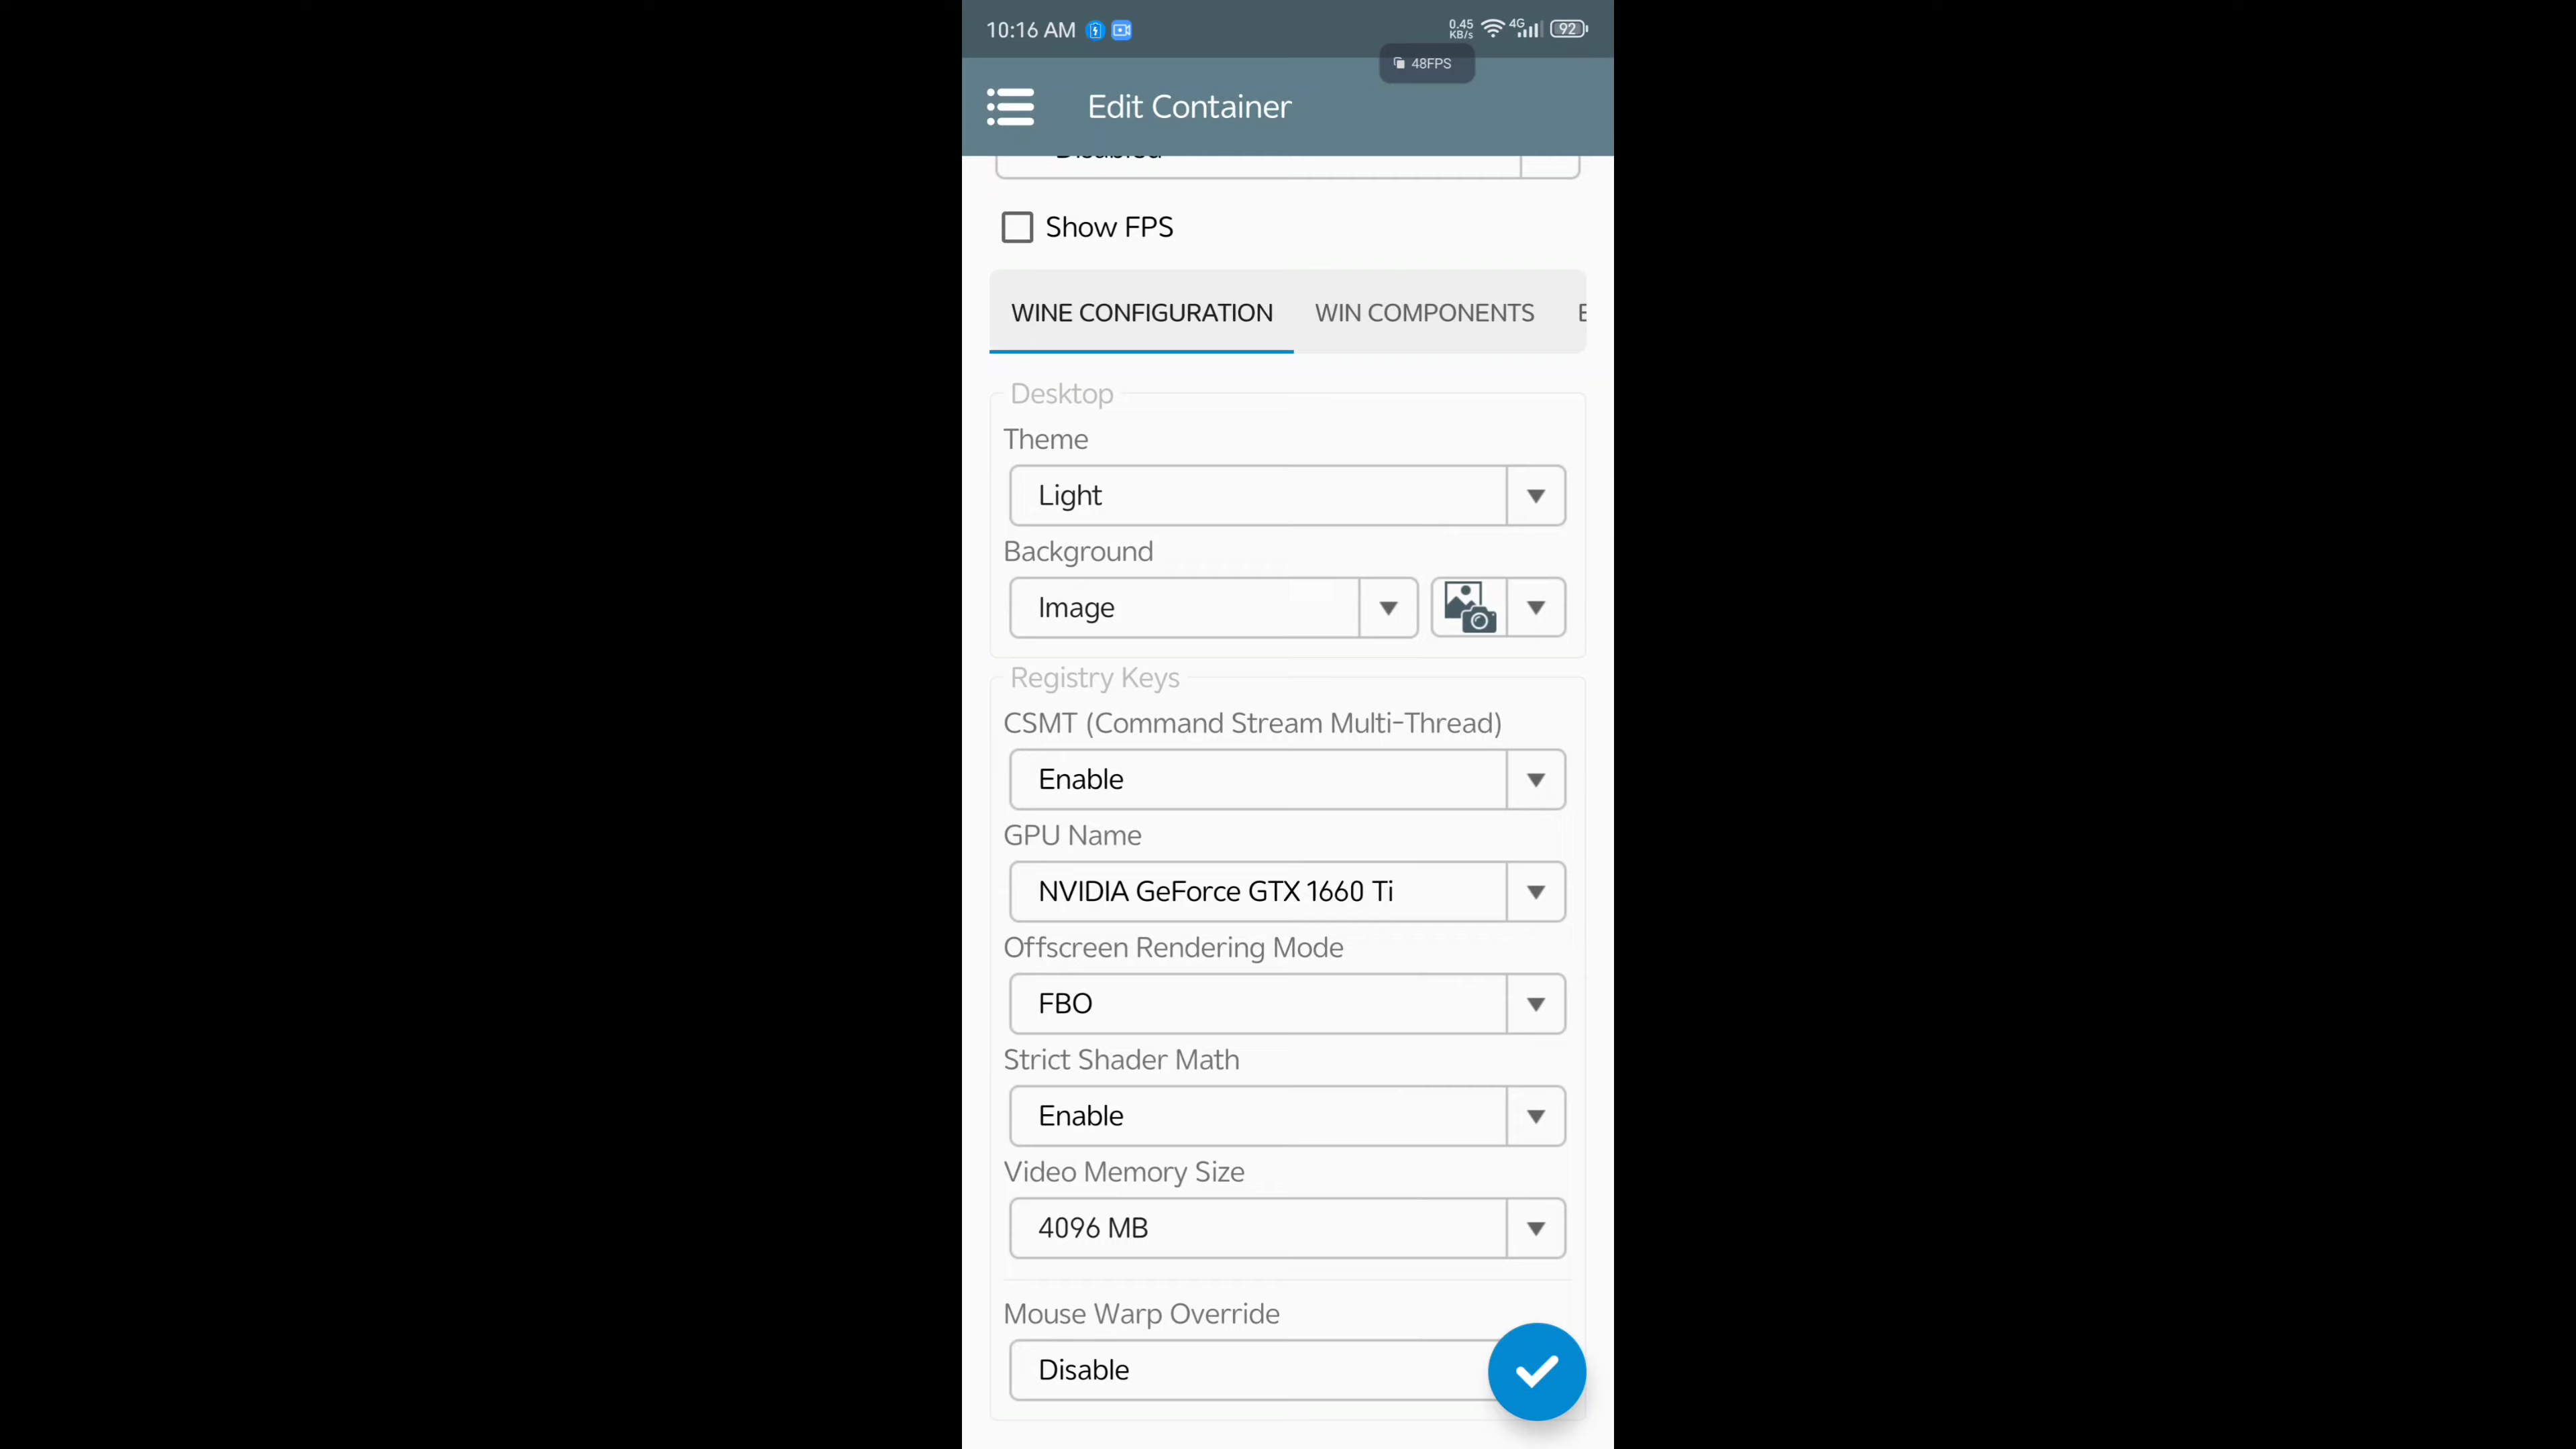 10:16 AM
0.45
KB/s
4G
92
48FPS
Edit Container
Disabled
Show FPS
WINE CONFIGURATION
WIN COMPONENTS
Desktop
Theme
Light
Background
Image
Registry Keys
CSMT (Command Stream Multi-Thread)
Enable
GPU Name
NVIDIA GeForce GTX 1660 Ti
Offscreen Rendering Mode
FBO
Strict Shader Math
Enable
Video Memory Size
4096 MB
Mouse Warp Override
Disable